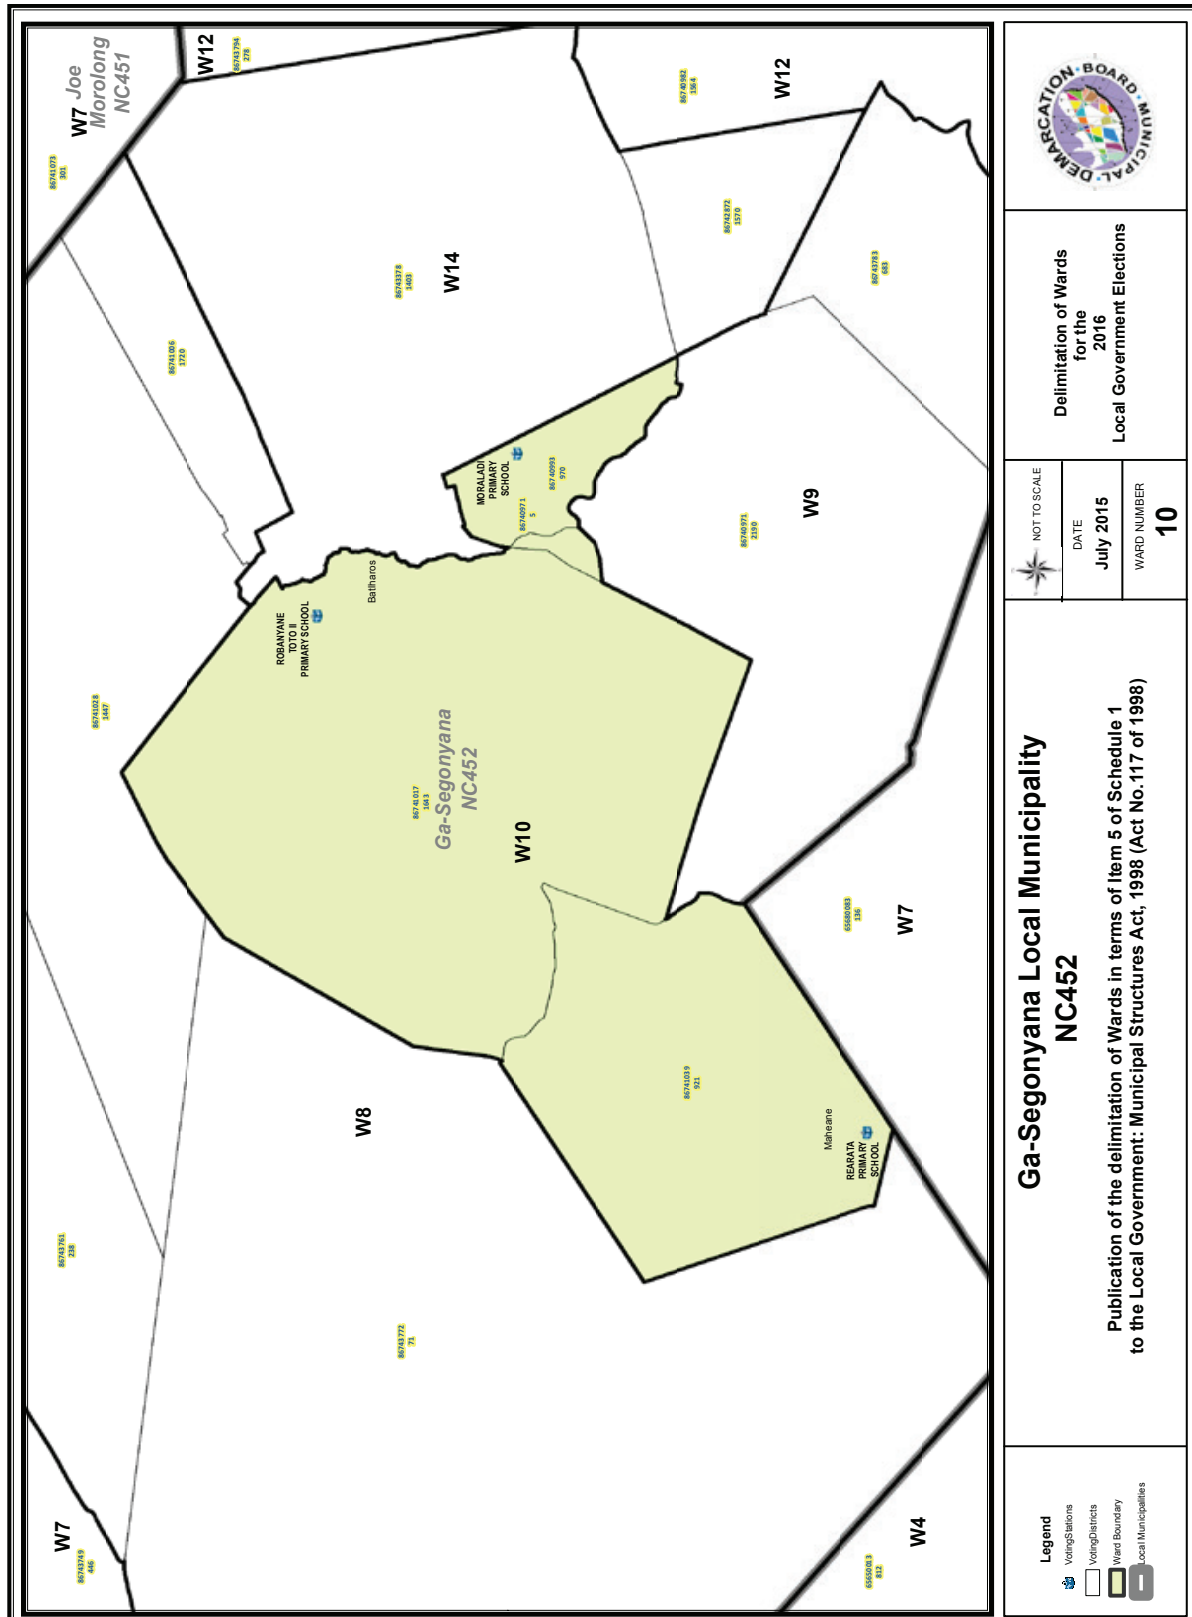 W7
86743749
446
86743761
238
86741028
1447
86741006
1720
86741073
301
W7 Joe
Morolong
NC451
W12
86743794
278
W8
86743772
71
86741017
1643
Ga-Segonyana
NC452
W10
ROBANYANE
TOTO II
PRIMARY SCHOOL
Batlharos
86743378
1403
W14
MORALADI
PRIMARY
SCHOOL
86740971
5
86740993
970
86740982
1564
W12
86742872
1570
86743783
683
86741039
921
Maheane
REARATA
PRIMARY
SCHOOL
86740971
2190
W9
65680083
136
W7
65650013
812
W4
Legend
VotingStations
VotingDistricts
Ward Boundary
Local Municipalities
Ga-Segonyana Local Municipality
NC452
Publication of the delimitation of Wards in terms of Item 5 of Schedule 1
to the Local Government: Municipal Structures Act, 1998 (Act No.117 of 1998)
NOT TO SCALE
DATE
July 2015
WARD NUMBER
10
Delimitation of Wards
for the
2016
Local Government Elections
MUNICIPAL DEMARCATION BOARD